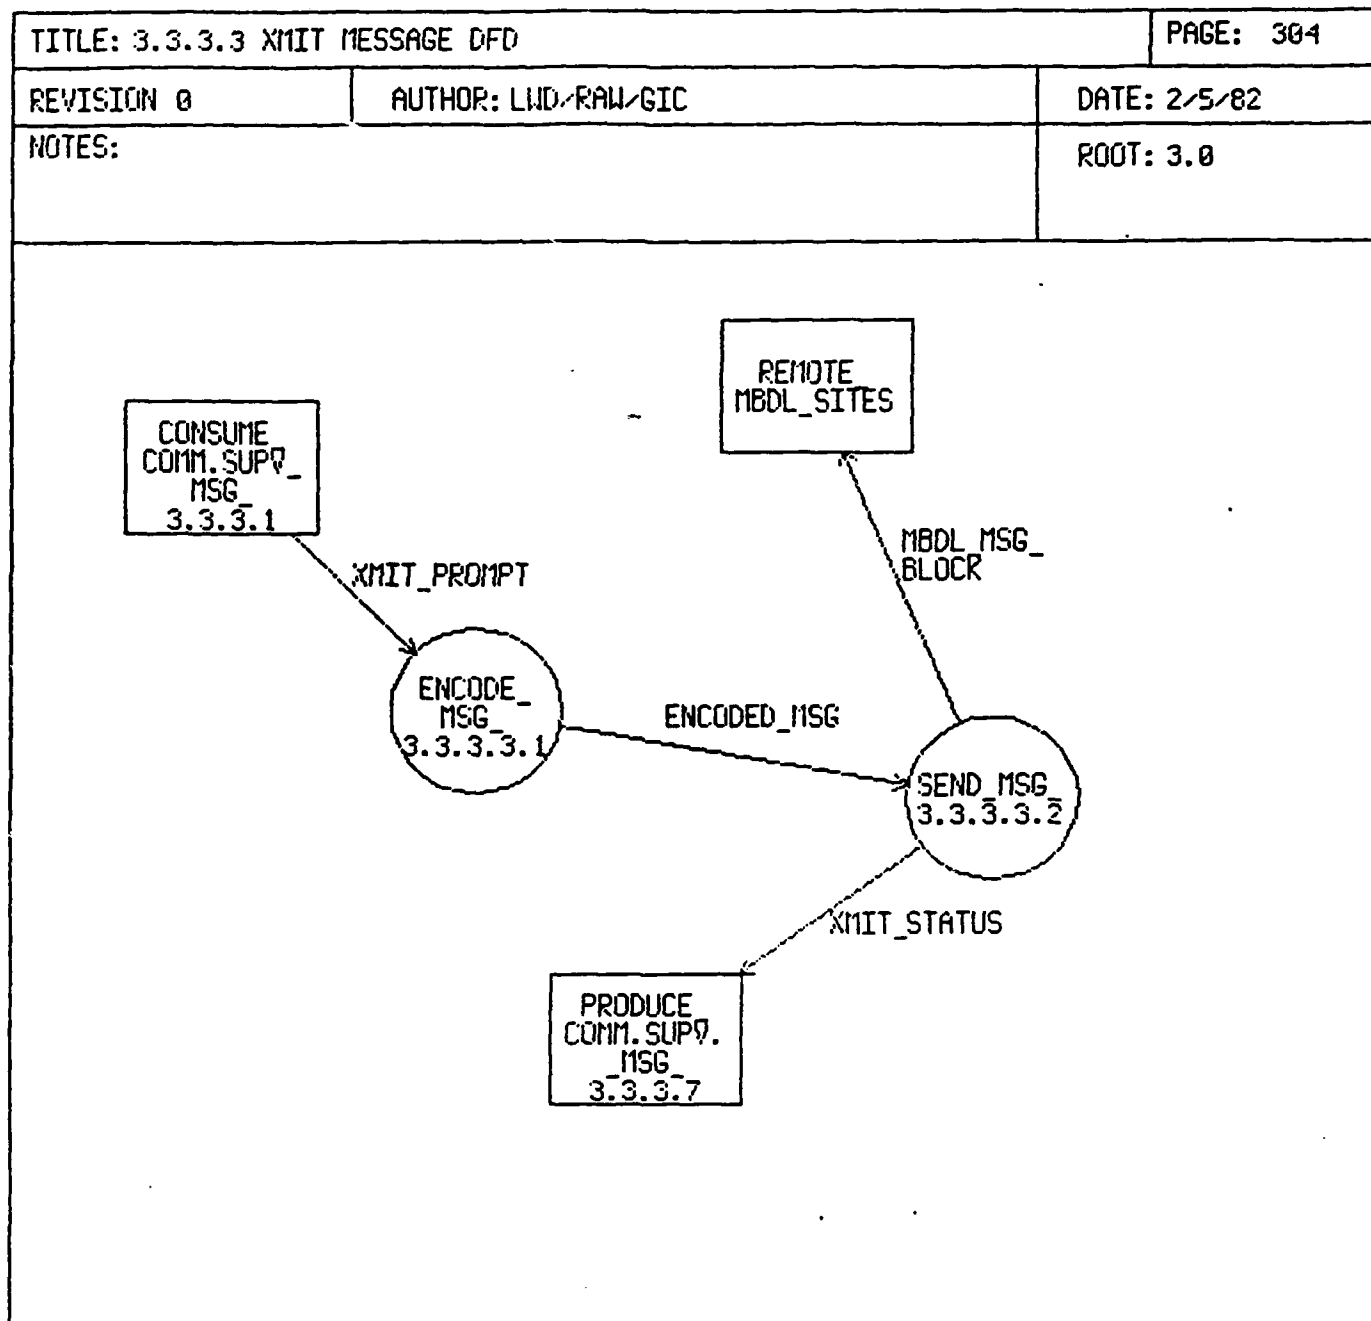 TITLE: 3.3.3.3 XMIT MESSAGE DFD
PAGE: 304
REVISION 0
AUTHOR: LWD/RAW/GIC
DATE: 2/5/82
NOTES:
ROOT: 3.0
REMOTE_
MBDL_SITES
CONSUME_
COMM.SUPV_
MSG_
3.3.3.1
MBDL_MSG_
BLOCK
XMIT_PROMPT
ENCODE_
MSG_
3.3.3.3.1
ENCODED_MSG
SEND_MSG_
3.3.3.3.2
XMIT_STATUS
PRODUCE_
COMM.SUPV.
_MSG_
3.3.3.7